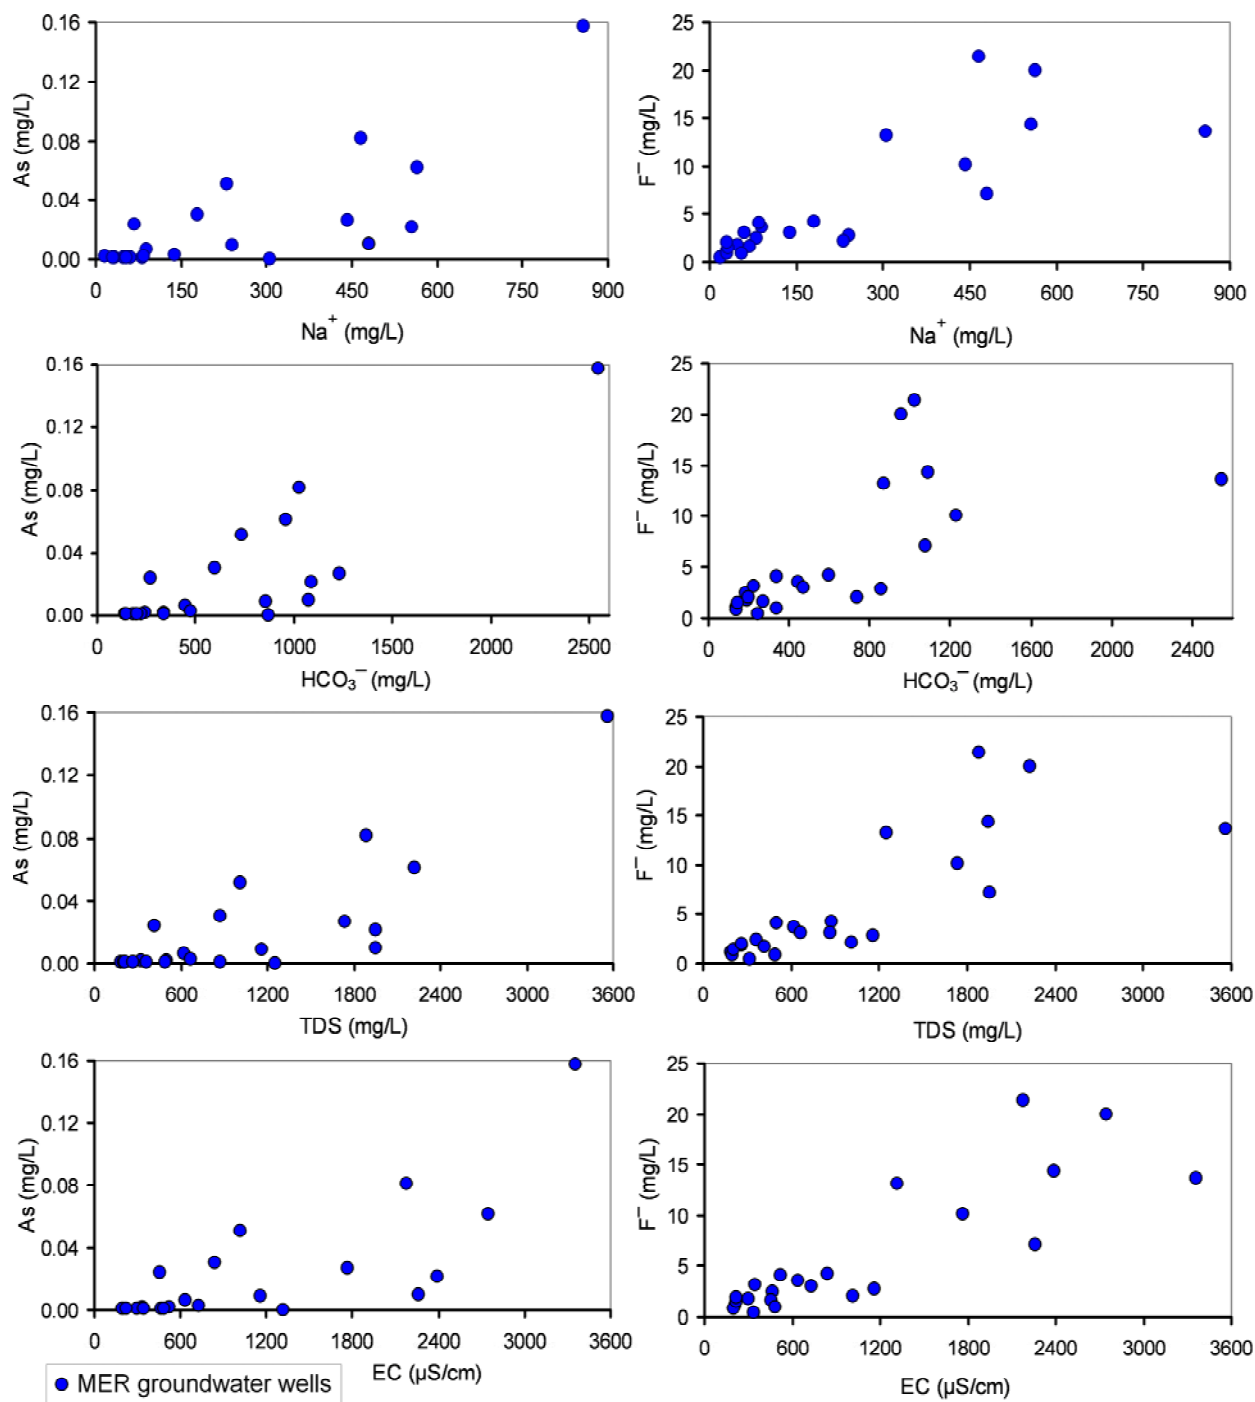 0.16
0.12
0.08
0.04
0.00
As (mg/L)
0 150 300 450 600 750 900
Na⁺ (mg/L)
25
20
15
10
5
0
F⁻ (mg/L)
0 150 300 450 600 750 900
Na⁺ (mg/L)
0.16
0.12
0.08
0.04
0.00
As (mg/L)
0 500 1000 1500 2000 2500
HCO₃⁻ (mg/L)
25
20
15
10
5
0
F⁻ (mg/L)
0 400 800 1200 1600 2000 2400
HCO₃⁻ (mg/L)
0.16
0.12
0.08
0.04
0.00
As (mg/L)
0 600 1200 1800 2400 3000 3600
TDS (mg/L)
25
20
15
10
5
0
F⁻ (mg/L)
0 600 1200 1800 2400 3000 3600
TDS (mg/L)
0.16
0.12
0.08
0.04
0.00
As (mg/L)
0 600 1200 1800 2400 3000 3600
EC (µS/cm)
25
20
15
10
5
0
F⁻ (mg/L)
0 600 1200 1800 2400 3000 3600
EC (µS/cm)
MER groundwater wells